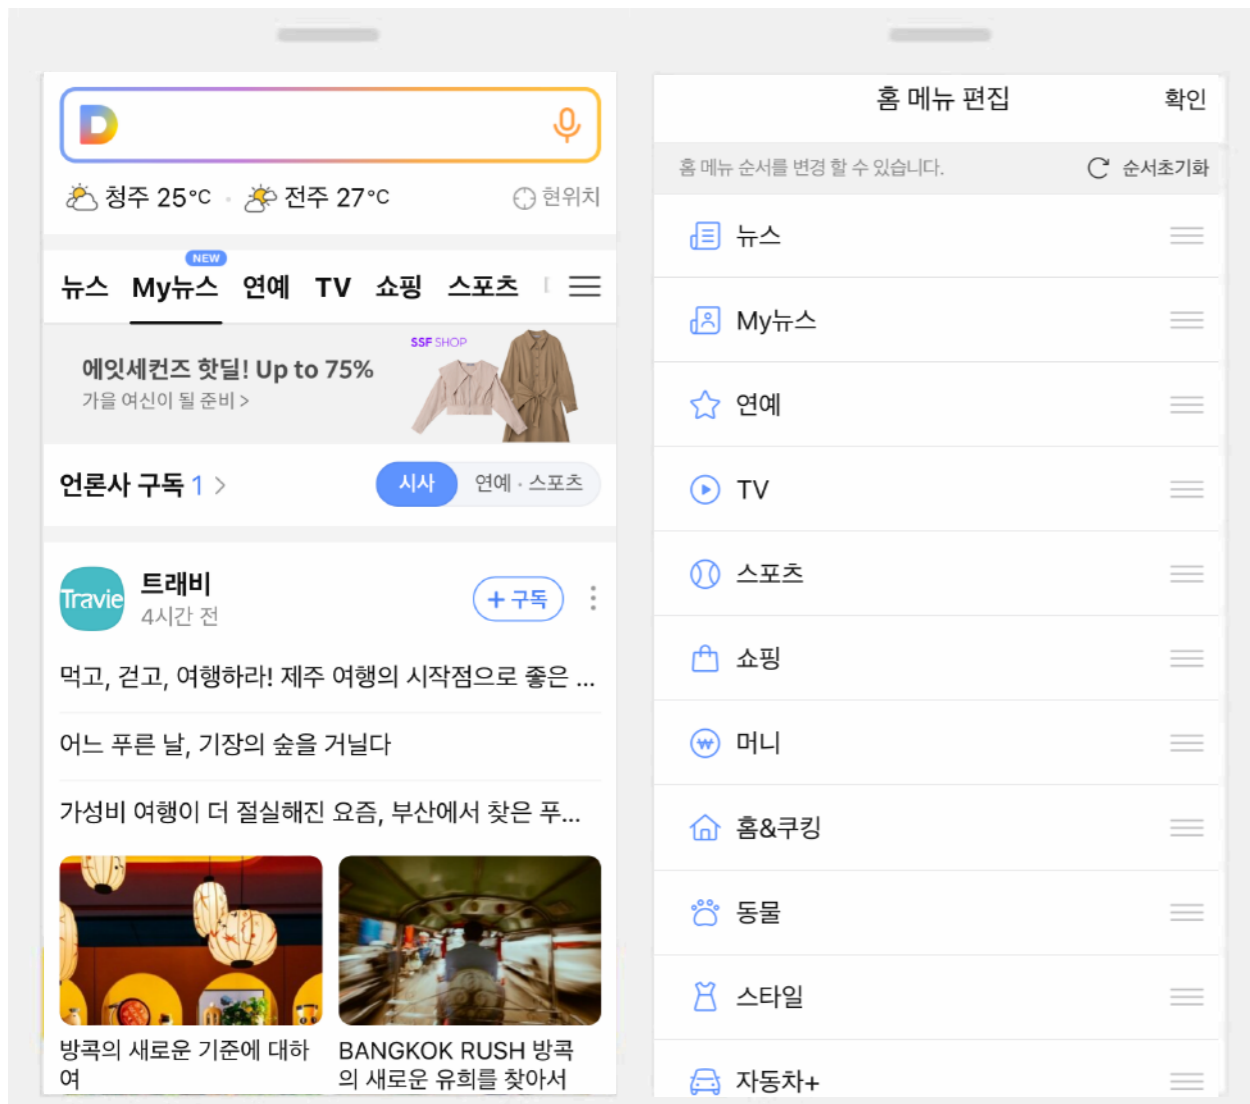 D
청주 25°C · 전주 27°C 현위치
NEW
뉴스 My뉴스 연예 TV 쇼핑 스포츠
SSF SHOP
에잇세컨즈 핫딜! Up to 75%
가을 여신이 될 준비 >
언론사 구독 1 >
시사 연예 · 스포츠
Travie
트래비
4시간 전
+ 구독
먹고, 걷고, 여행하라! 제주 여행의 시작점으로 좋은 ...
어느 푸른 날, 기장의 숲을 거닐다
가성비 여행이 더 절실해진 요즘, 부산에서 찾은 푸...
방콕의 새로운 기준에 대하
여
BANGKOK RUSH 방콕
의 새로운 유희를 찾아서
홈 메뉴 편집 확인
홈 메뉴 순서를 변경 할 수 있습니다. 순서초기화
뉴스
My뉴스
연예
TV
스포츠
쇼핑
머니
홈&쿠킹
동물
스타일
자동차+